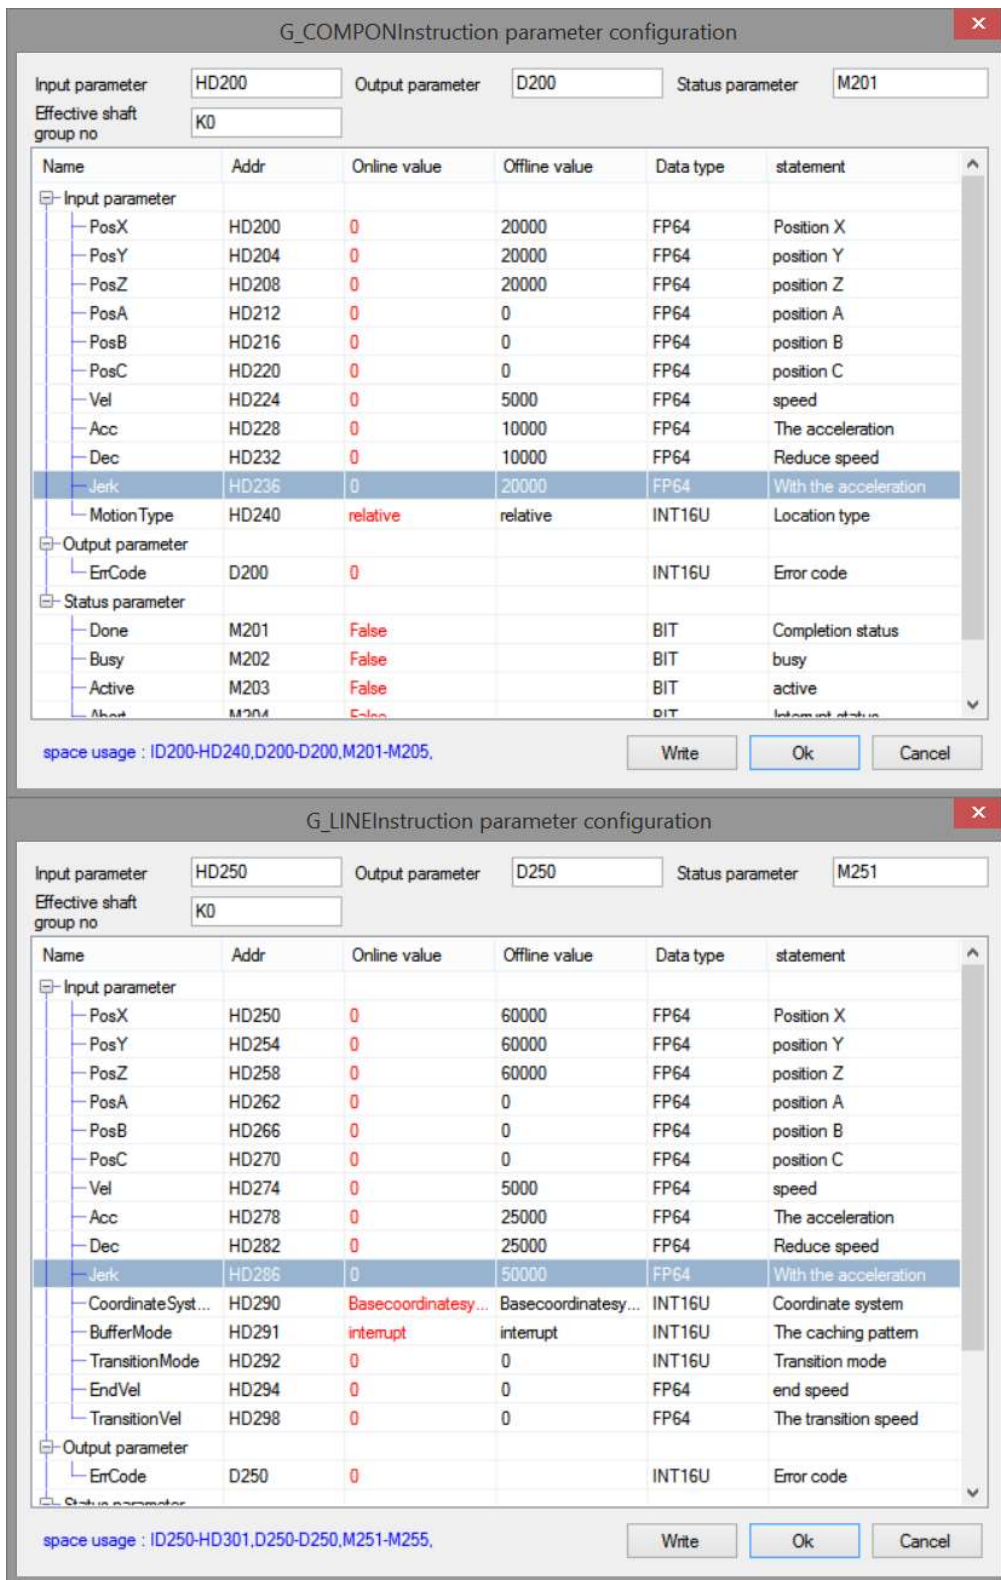 G_COMPONInstruction parameter configuration
Input parameter HD200 Output parameter D200 Status parameter M201
Effective shaft group no K0
Name Addr Online value Offline value Data type statement
Input parameter
PosX HD200 0 20000 FP64 Position X
PosY HD204 0 20000 FP64 position Y
PosZ HD208 0 20000 FP64 position Z
PosA HD212 0 0 FP64 position A
PosB HD216 0 0 FP64 position B
PosC HD220 0 0 FP64 position C
Vel HD224 0 5000 FP64 speed
Acc HD228 0 10000 FP64 The acceleration
Dec HD232 0 10000 FP64 Reduce speed
Jerk HD236 0 20000 FP64 With the acceleration
MotionType HD240 relative relative INT16U Location type
Output parameter
ErrCode D200 0 INT16U Error code
Status parameter
Done M201 False BIT Completion status
Busy M202 False BIT busy
Active M203 False BIT active
Abort M204 False BIT Interrupt status
space usage : ID200-HD240,D200-D200,M201-M205, Write Ok Cancel
G_LINEInstruction parameter configuration
Input parameter HD250 Output parameter D250 Status parameter M251
Effective shaft group no K0
Name Addr Online value Offline value Data type statement
Input parameter
PosX HD250 0 60000 FP64 Position X
PosY HD254 0 60000 FP64 position Y
PosZ HD258 0 60000 FP64 position Z
PosA HD262 0 0 FP64 position A
PosB HD266 0 0 FP64 position B
PosC HD270 0 0 FP64 position C
Vel HD274 0 5000 FP64 speed
Acc HD278 0 25000 FP64 The acceleration
Dec HD282 0 25000 FP64 Reduce speed
Jerk HD286 0 50000 FP64 With the acceleration
CoordinateSyst... HD290 Basecoordinatesy... Basecoordinatesy... INT16U Coordinate system
BufferMode HD291 interrupt interrupt INT16U The caching pattern
TransitionMode HD292 0 0 INT16U Transition mode
EndVel HD294 0 0 FP64 end speed
TransitionVel HD298 0 0 FP64 The transition speed
Output parameter
ErrCode D250 0 INT16U Error code
Status parameter
space usage : ID250-HD301,D250-D250,M251-M255, Write Ok Cancel